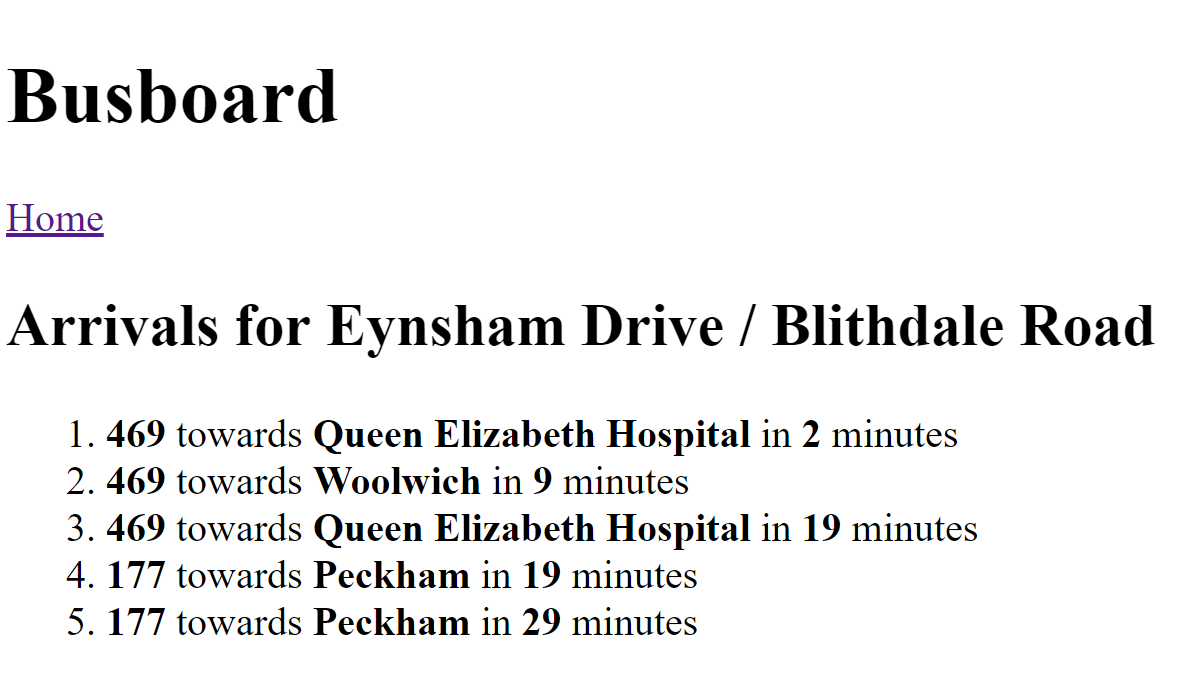 Busboard
Home
Arrivals for Eynsham Drive / Blithdale Road
1. 469 towards Queen Elizabeth Hospital in 2 minutes
2. 469 towards Woolwich in 9 minutes
3. 469 towards Queen Elizabeth Hospital in 19 minutes
4. 177 towards Peckham in 19 minutes
5. 177 towards Peckham in 29 minutes